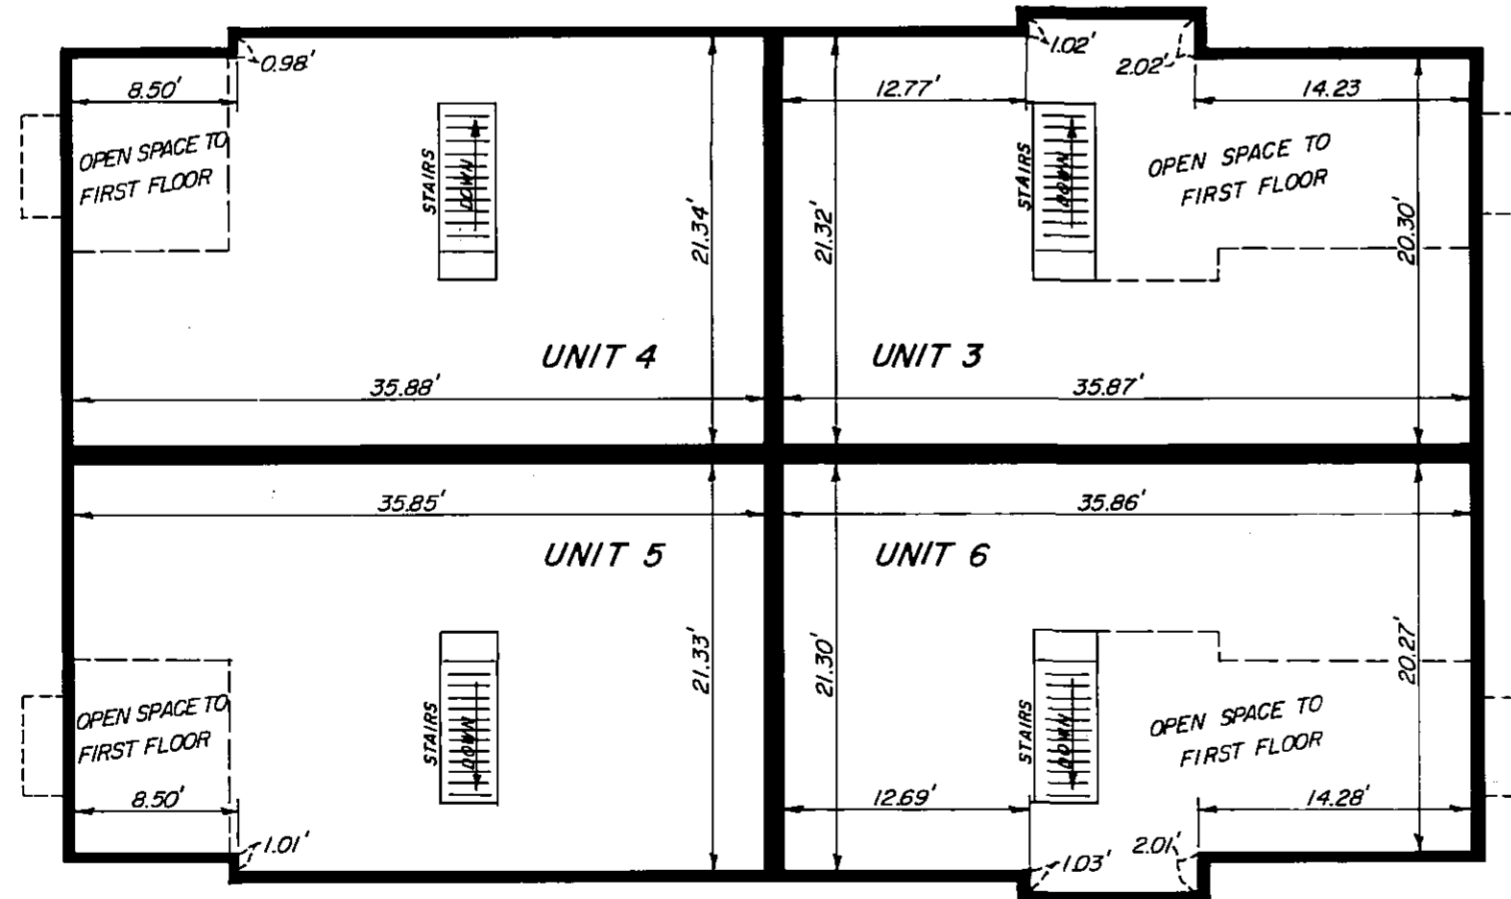 0.98'
1.02'
2.02'
8.50'
12.77'
14.23
OPEN SPACE TO
FIRST FLOOR
STAIRS
DOWN
21.34'
21.32'
STAIRS
DOWN
OPEN SPACE TO
FIRST FLOOR
20.30'
UNIT 4
UNIT 3
35.88'
35.87'
35.85'
35.86'
UNIT 5
UNIT 6
OPEN SPACE TO
FIRST FLOOR
STAIRS
DOWN
21.33'
21.30'
STAIRS
DOWN
OPEN SPACE TO
FIRST FLOOR
20.27'
8.50'
12.69'
14.28'
1.01'
1.03'
2.01'